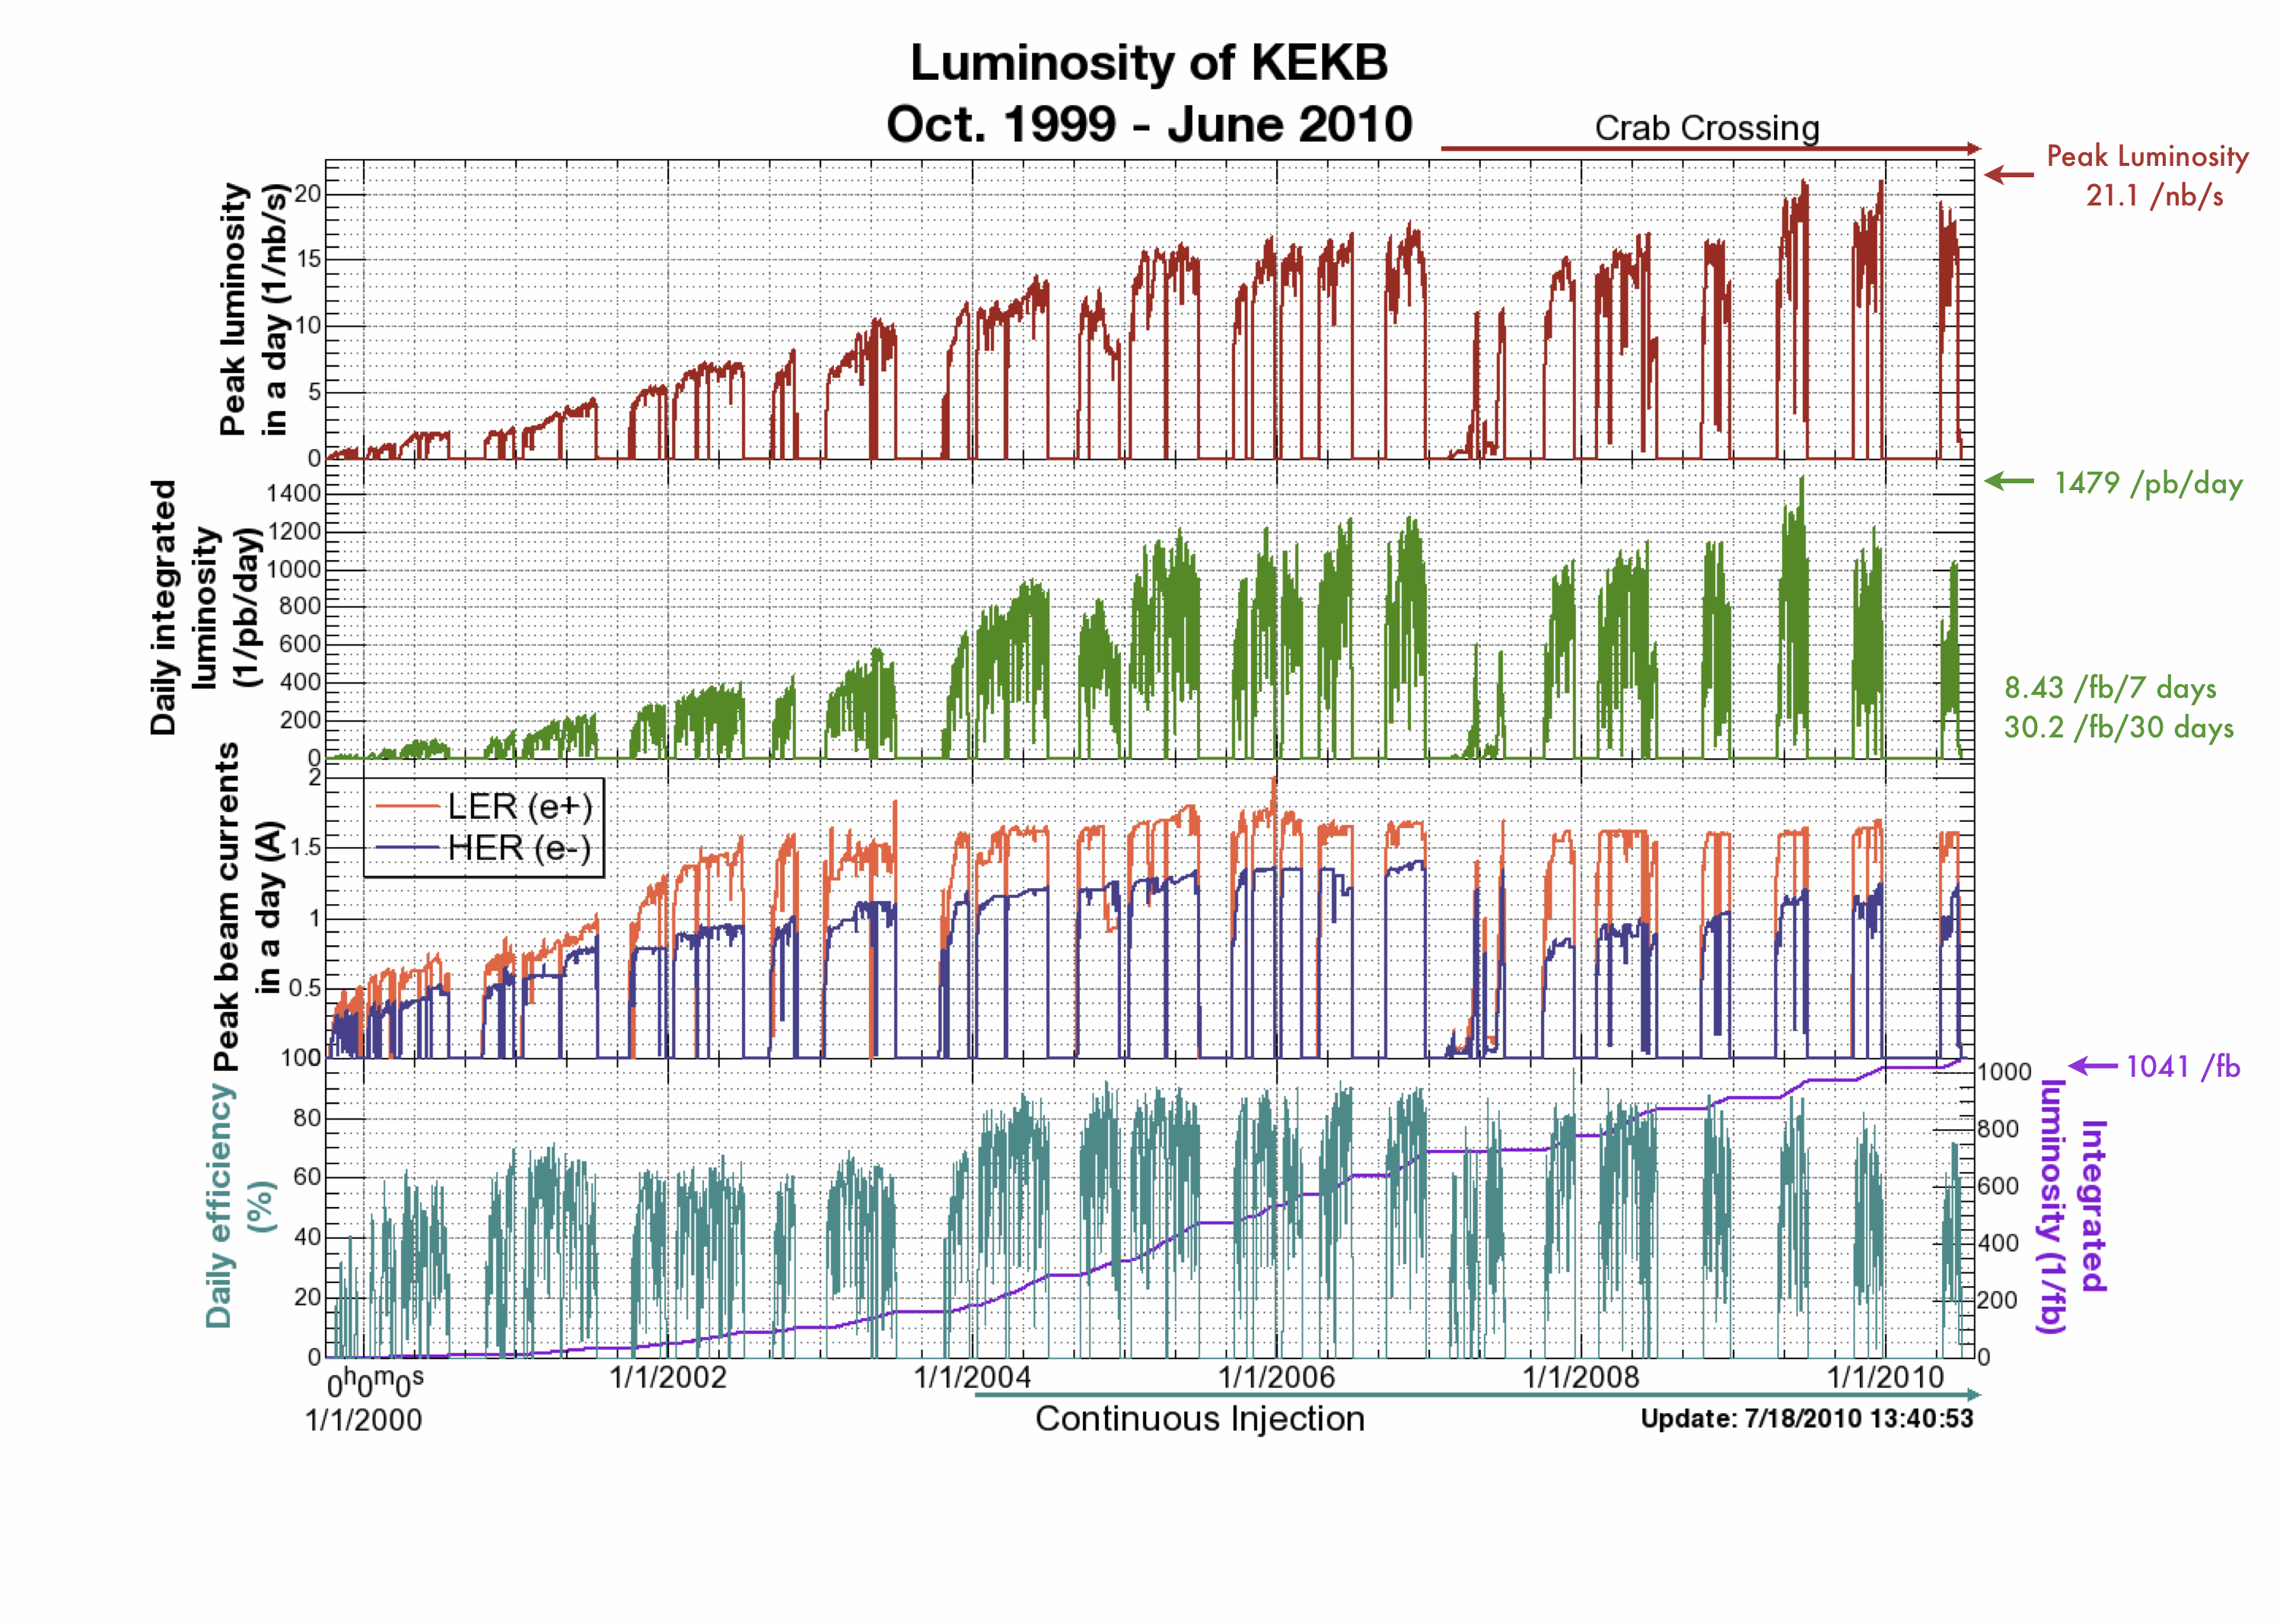 Luminosity of KEKB
Oct. 1999 - June 2010
Crab Crossing
Peak Luminosity
21.1 /nb/s
Peak luminosity
in a day (1/nb/s)
20
15
10
5
0
1479 /pb/day
8.43 /fb/7 days
30.2 /fb/30 days
Daily integrated
luminosity
(1/pb/day)
1400
1200
1000
800
600
400
200
0
Peak beam currents
in a day (A)
2
1.5
1
0.5
0
LER (e+)
HER (e-)
1041 /fb
Daily efficiency
(%)
100
80
60
40
20
0
1000
800
600
400
200
0
Integrated
luminosity (1/fb)
0h0m0s
1/1/2000
1/1/2002
1/1/2004
1/1/2006
1/1/2008
1/1/2010
Continuous Injection
Update: 7/18/2010 13:40:53